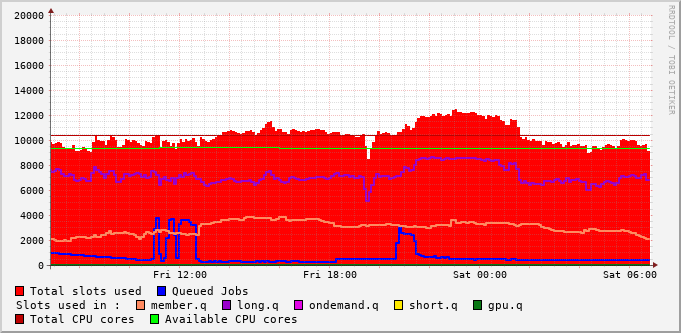 RRDTOOL / TOBI OETIKER
20000
18000
16000
14000
12000
10000
8000
6000
4000
2000
0
Fri 12:00 Fri 18:00 Sat 00:00 Sat 06:00
Total slots used Queued Jobs
Slots used in : member.q long.q ondemand.q short.q gpu.q
Total CPU cores Available CPU cores